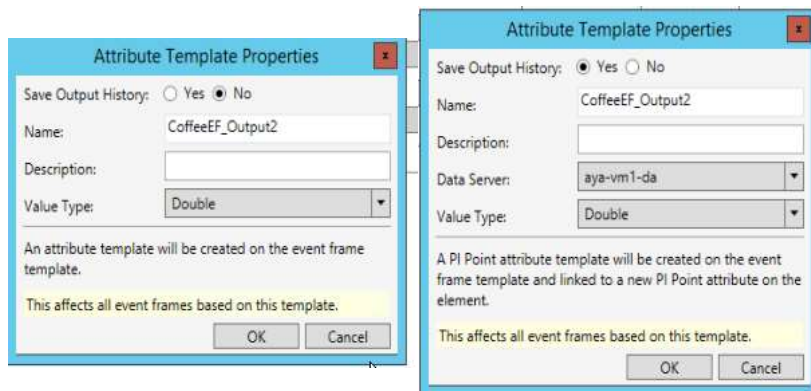 Attribute Template Properties
x
Save Output History: Yes No
Name: CoffeeEF_Output2
Description:
Value Type: Double
An attribute template will be created on the event frame
template.
This affects all event frames based on this template.
OK Cancel
Attribute Template Properties
x
Save Output History: Yes No
Name: CoffeeEF_Output2
Description:
Data Server: aya-vm1-da
Value Type: Double
A PI Point attribute template will be created on the event
frame template and linked to a new PI Point attribute on the
element.
This affects all event frames based on this template.
OK Cancel